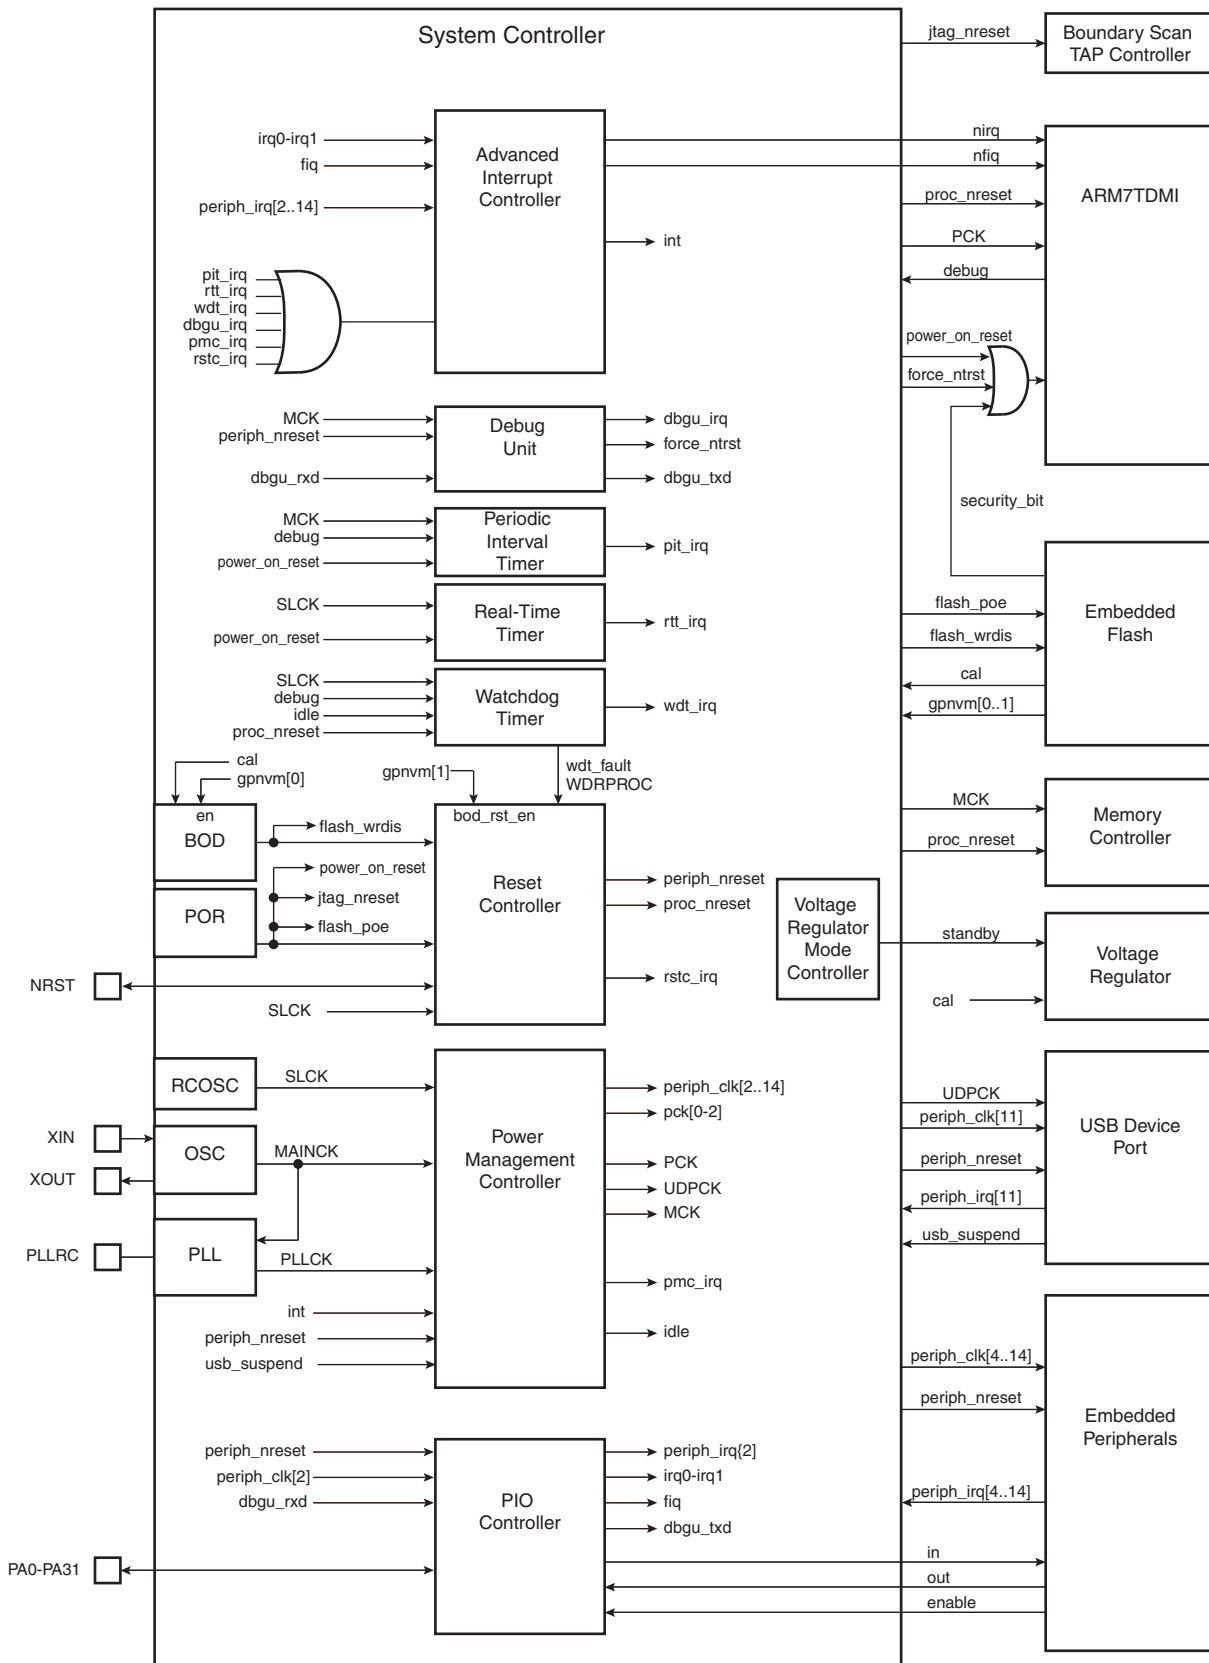 System Controller
jtag_nreset
Boundary Scan
TAP Controller
irq0-irq1
fiq
periph_irq[2..14]
Advanced
Interrupt
Controller
int
nirq
nfiq
proc_nreset
PCK
debug
ARM7TDMI
pit_irq
rtt_irq
wdt_irq
dbgu_irq
pmc_irq
rstc_irq
power_on_reset
force_ntrst
security_bit
MCK
periph_nreset
dbgu_rxd
Debug
Unit
dbgu_irq
force_ntrst
dbgu_txd
MCK
debug
power_on_reset
Periodic
Interval
Timer
pit_irq
SLCK
power_on_reset
Real-Time
Timer
rtt_irq
flash_poe
flash_wrdis
cal
gpnvm[0..1]
Embedded
Flash
SLCK
debug
idle
proc_nreset
Watchdog
Timer
wdt_irq
cal
gpnvm[0]
gpnvm[1]
wdt_fault
WDRPROC
en
BOD
flash_wrdis
bod_rst_en
Reset
Controller
POR
power_on_reset
jtag_nreset
flash_poe
periph_nreset
proc_nreset
rstc_irq
NRST
SLCK
MCK
proc_nreset
Memory
Controller
Voltage
Regulator
Mode
Controller
standby
cal
Voltage
Regulator
RCOSC
SLCK
XIN
XOUT
OSC
MAINCK
PLLRC
PLL
PLLCK
int
periph_nreset
usb_suspend
Power
Management
Controller
periph_clk[2..14]
pck[0-2]
PCK
UDPCK
MCK
pmc_irq
idle
UDPCK
periph_clk[11]
periph_nreset
periph_irq[11]
usb_suspend
USB Device
Port
periph_clk[4..14]
periph_nreset
periph_irq[4..14]
Embedded
Peripherals
periph_nreset
periph_clk[2]
dbgu_rxd
PA0-PA31
PIO
Controller
periph_irq{2]
irq0-irq1
fiq
dbgu_txd
in
out
enable